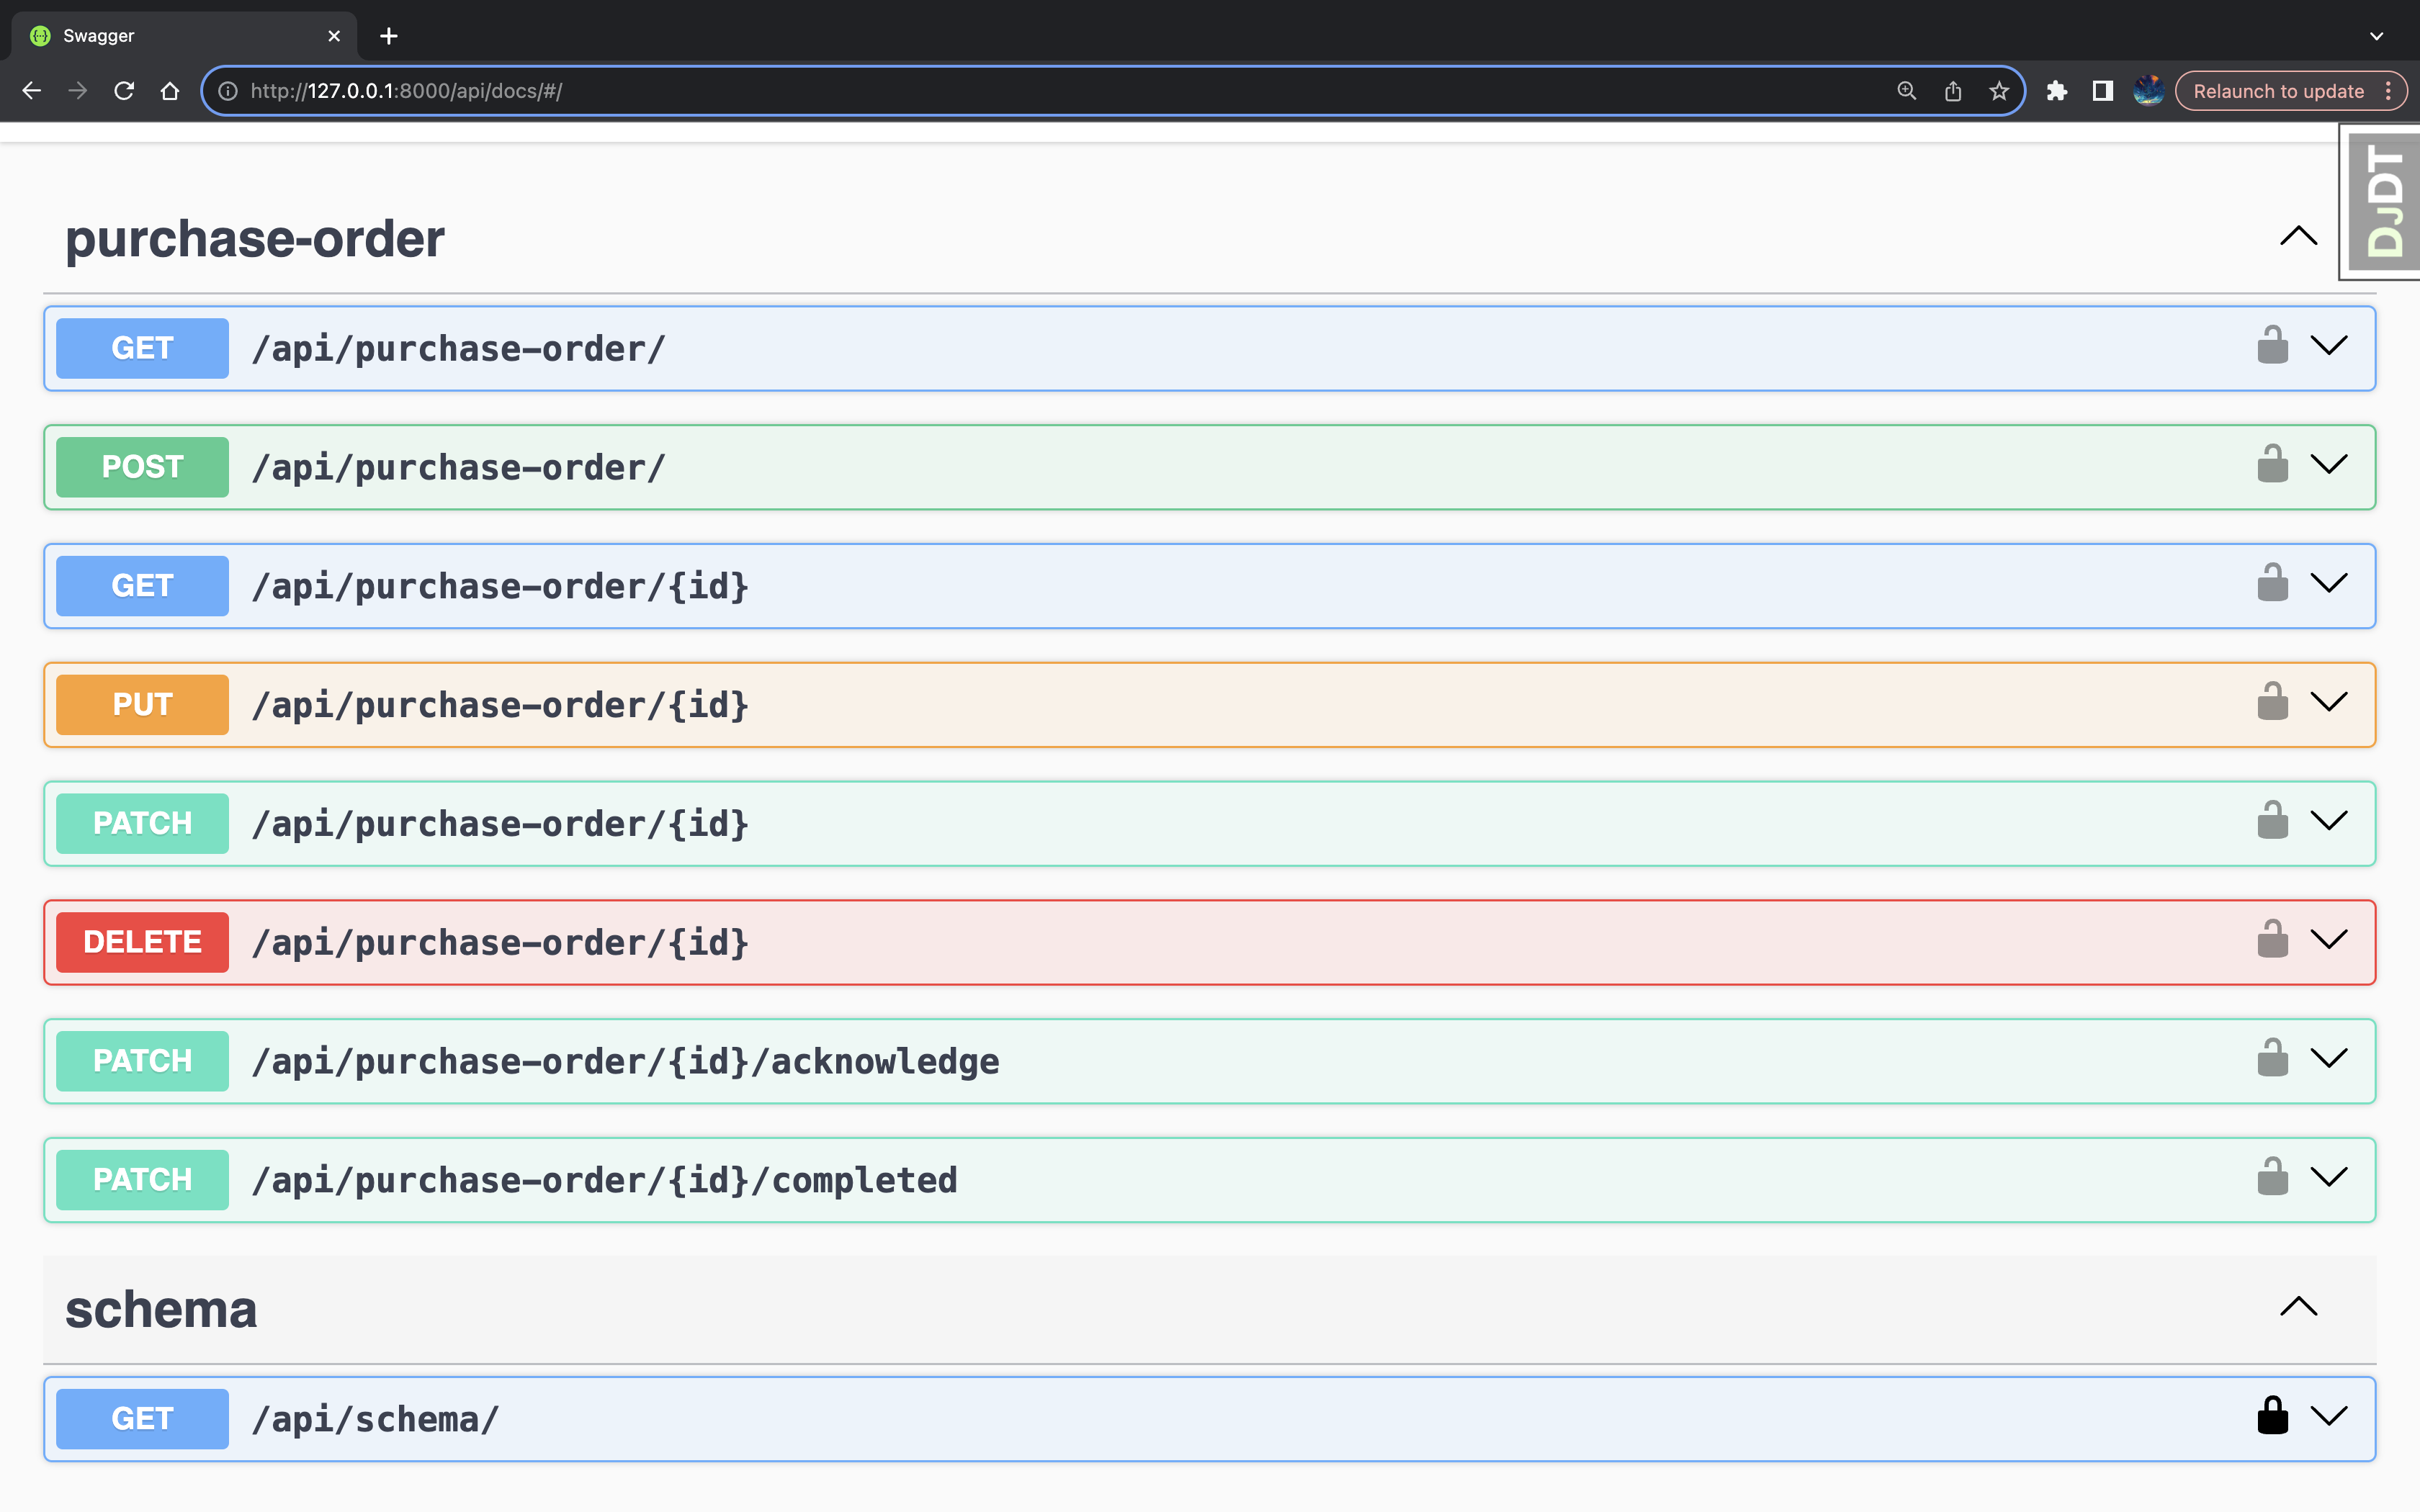 Swagger
http://127.0.0.1:8000/api/docs/#/
Relaunch to update
DJDT
purchase-order
GET /api/purchase-order/
POST /api/purchase-order/
GET /api/purchase-order/{id}
PUT /api/purchase-order/{id}
PATCH /api/purchase-order/{id}
DELETE /api/purchase-order/{id}
PATCH /api/purchase-order/{id}/acknowledge
PATCH /api/purchase-order/{id}/completed
schema
GET /api/schema/